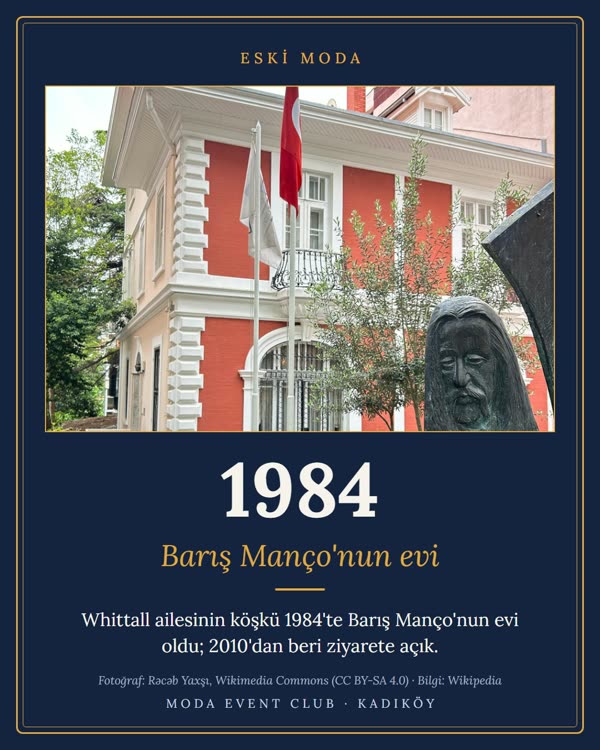 ESKİ MODA
1984
Barış Manço'nun evi
Whittall ailesinin köşkü 1984'te Barış Manço'nun evi
oldu; 2010'dan beri ziyarete açık.
Fotoğraf: Rəcəb Yaxşı, Wikimedia Commons (CC BY-SA 4.0) · Bilgi: Wikipedia
MODA EVENT CLUB · KADIKÖY